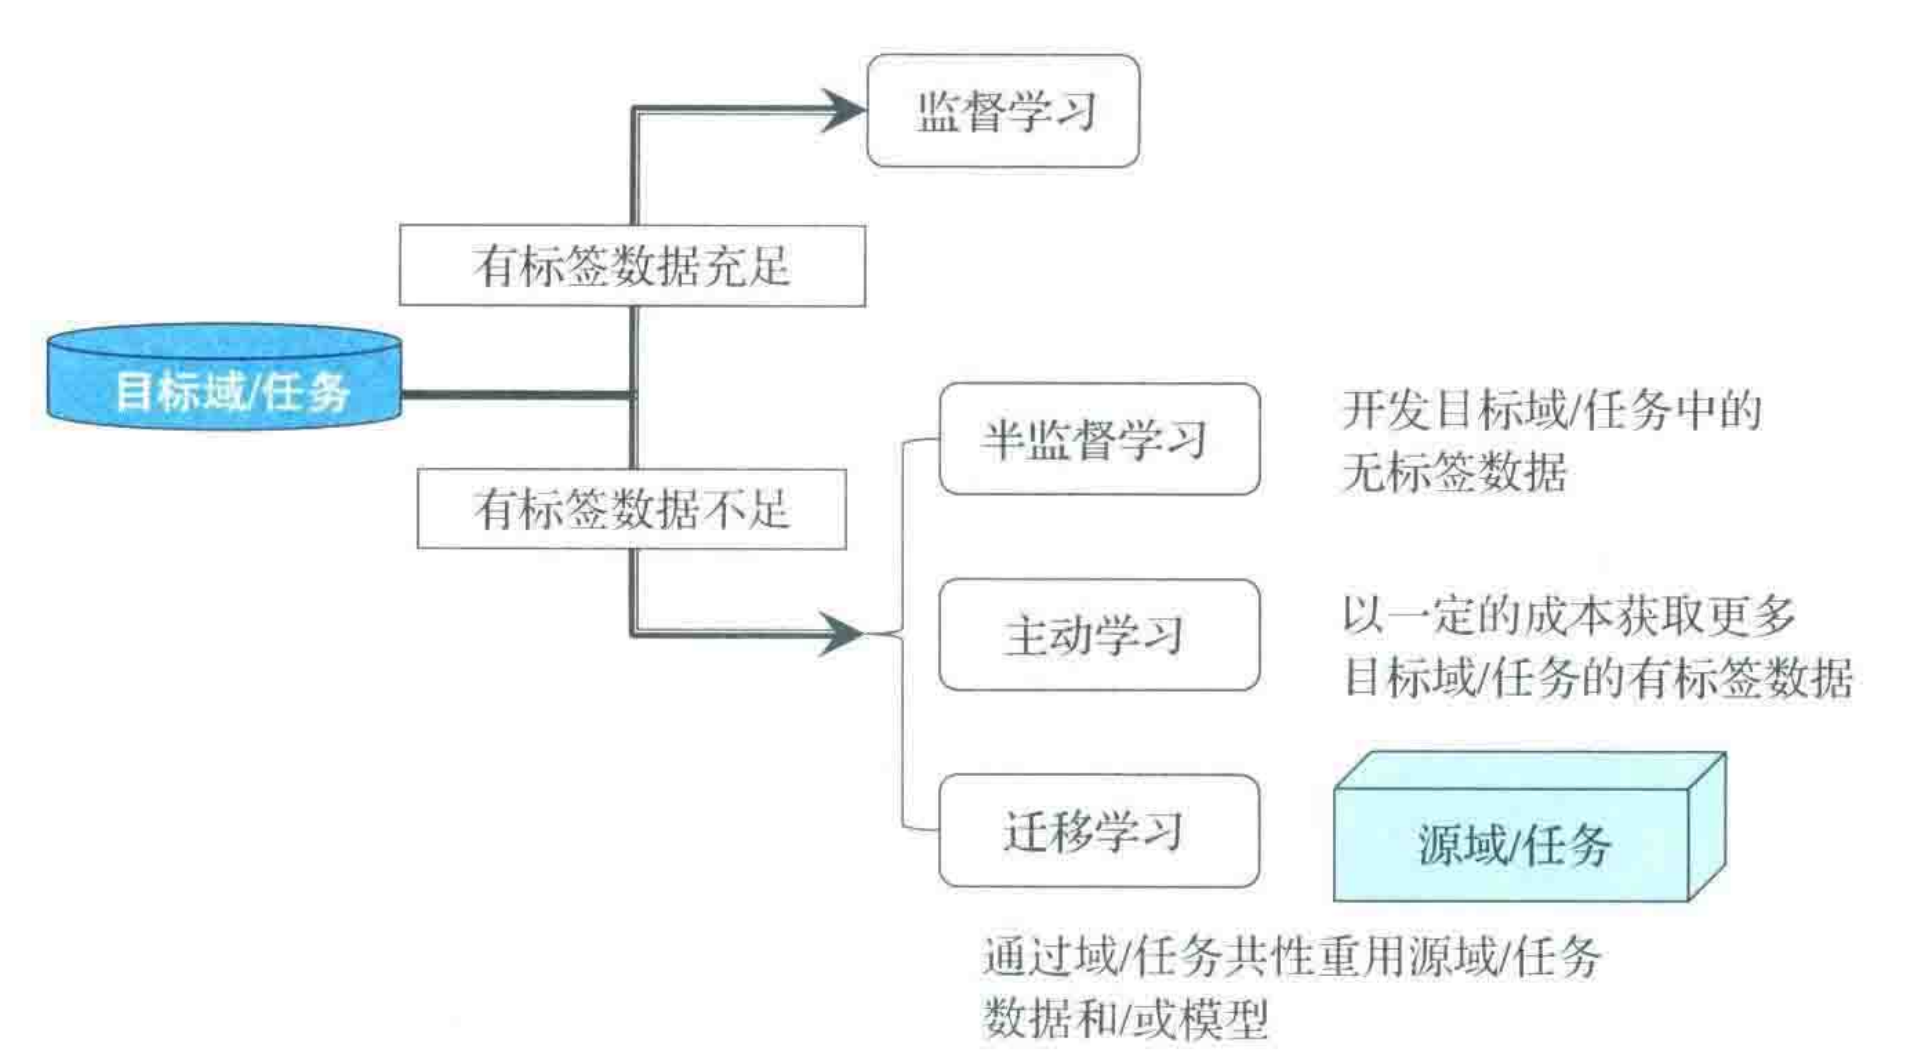 监督学习
有标签数据充足
目标域/任务
有标签数据不足
半监督学习
开发目标域/任务中的
无标签数据
主动学习
以一定的成本获取更多
目标域/任务的有标签数据
迁移学习
源域/任务
通过域/任务共性重用源域/任务
数据和/或模型